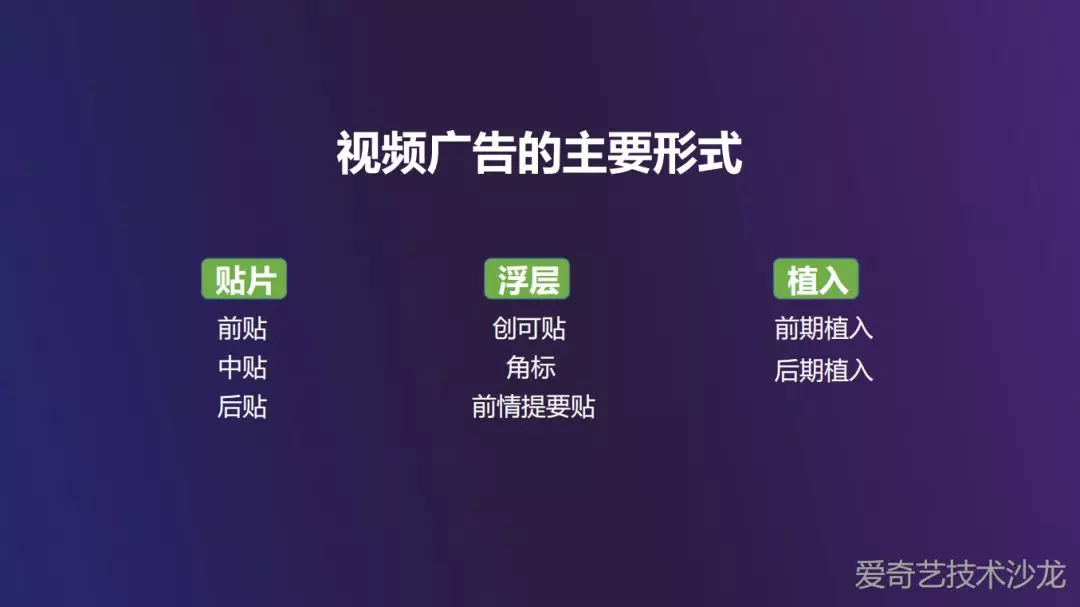 视频广告的主要形式
贴片
前贴
中贴
后贴
浮层
创可贴
角标
前情提要贴
植入
前期植入
后期植入
爱奇艺技术沙龙